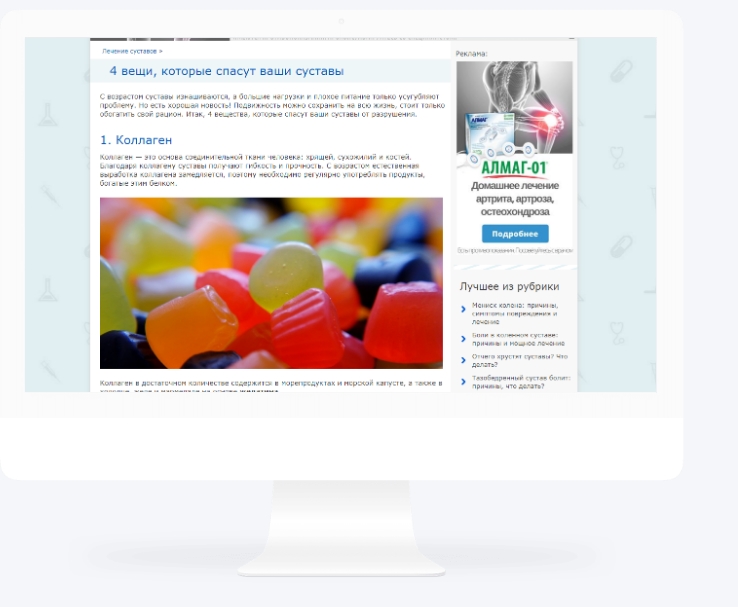 Лечение суставов »
4 вещи, которые спасут ваши суставы
С возрастом суставы изнашиваются, а большие нагрузки и плохое питание только усугубляют
проблему. Но есть хорошая новость! Подвижность можно сохранить на всю жизнь, стоит только
обогатить свой рацион. Итак, 4 вещества, которые спасут ваши суставы от разрушения.
1. Коллаген
Коллаген — это основа соединительной ткани человека: хрящей, сухожилий и костей.
Благодаря коллагену суставы получают гибкость и прочность. С возрастом естественная
выработка коллагена замедляется, поэтому необходимо регулярно употреблять продукты,
богатые этим белком.
Коллаген в достаточном количестве содержится в морепродуктах и морской капусте, а также в
Реклама:
АЛМАГ
АЛМАГ-01
Домашнее лечение
артрита, артроза,
остеохондроза
Подробнее
Есть противопоказания. Посоветуйтесь с врачом
Лучшее из рубрики
Мениск колена: причины,
симптомы повреждения и
лечение
Боли в коленном суставе:
причины и мощное лечение
Отчего хрустят суставы? Что
делать?
Тазобедренный сустав болит:
причины, что делать?